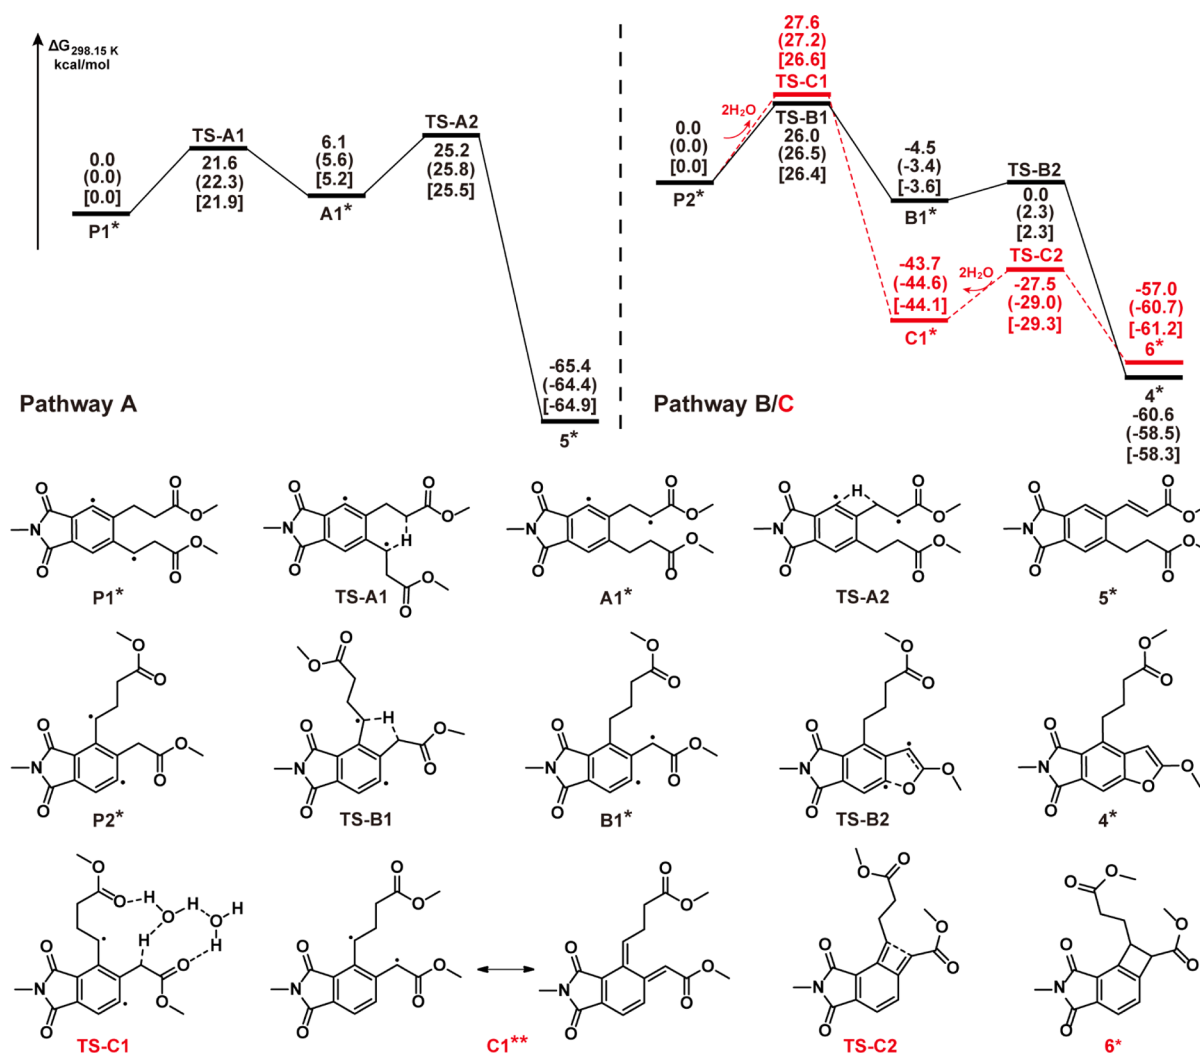 ΔG298.15 K
kcal/mol
TS-A1
21.6
(22.3)
[21.9]
0.0
(0.0)
[0.0]
P1*
6.1
(5.6)
[5.2]
A1*
TS-A2
25.2
(25.8)
[25.5]
-65.4
(-64.4)
[-64.9]
5*
Pathway A
27.6
(27.2)
[26.6]
TS-C1
2H₂O
TS-B1
26.0
(26.5)
[26.4]
0.0
(0.0)
[0.0]
P2*
-4.5
(-3.4)
[-3.6]
B1*
TS-B2
0.0
(2.3)
[2.3]
TS-C2
-27.5
(-29.0)
[-29.3]
-43.7
(-44.6)
[-44.1]
C1*
2H₂O
-57.0
(-60.7)
[-61.2]
6*
4*
-60.6
(-58.5)
[-58.3]
Pathway B/C
O
N
O
O
O
O
O
P1*
O
N
O
O
O
H
O
O
TS-A1
O
N
O
O
O
O
O
A1*
O
N
O
H
O
O
O
O
TS-A2
O
N
O
O
O
O
O
5*
O
O
O
N
O
O
O
P2*
O
O
H
O
N
O
O
O
TS-B1
O
O
O
N
O
O
O
B1*
O
O
O
N
O
O
O
TS-B2
O
O
O
N
O
O
O
4*
O
O
H
H
O
H
O
H
H
O
N
O
O
O
TS-C1
O
O
O
N
O
O
O
O
O
O
N
O
O
O
C1**
O
O
O
O
O
N
O
TS-C2
O
O
O
O
O
N
O
6*